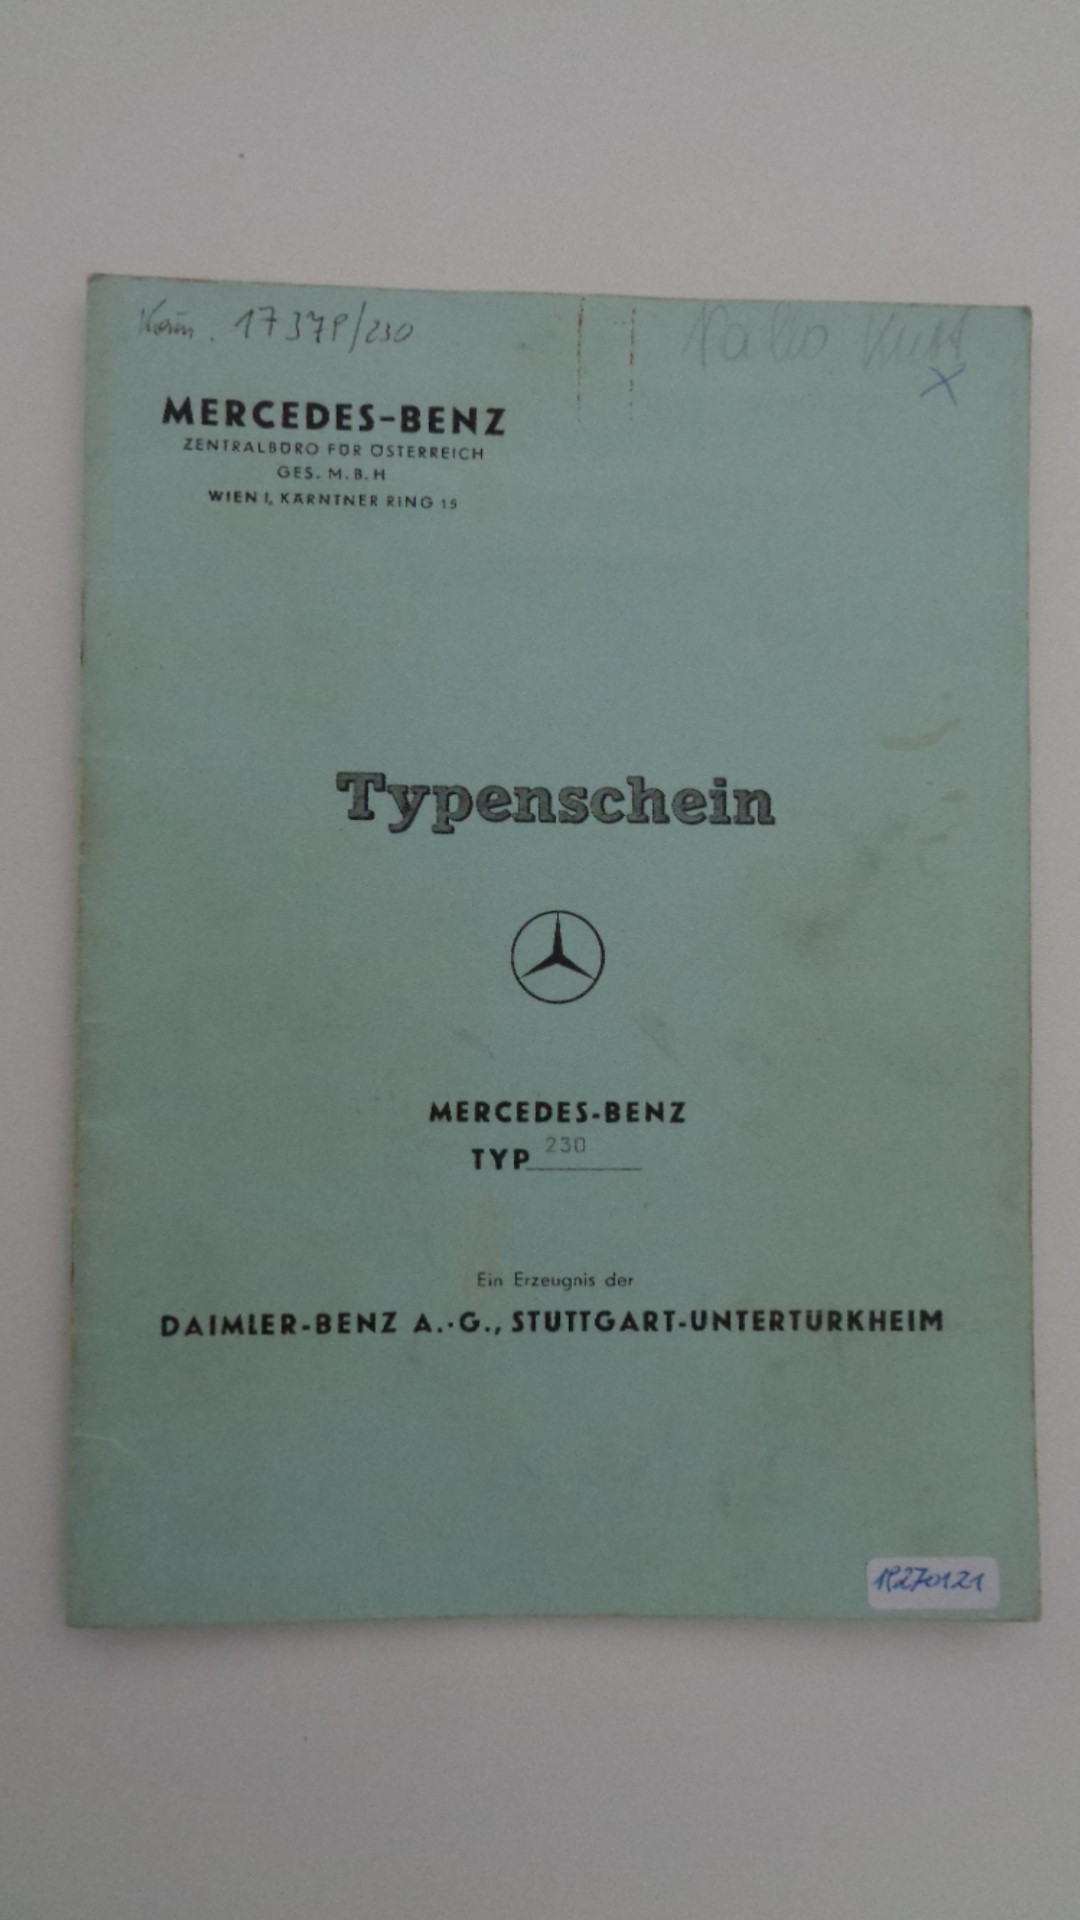 17379/230
MERCEDES-BENZ
ZENTRALBÜRO FÜR ÖSTERREICH
GES. M. B. H
WIEN I, KÄRNTNER RING 15
Typenschein
MERCEDES-BENZ
TYP 230
Ein Erzeugnis der
DAIMLER-BENZ A.-G., STUTTGART-UNTERTÜRKHEIM
1R270121